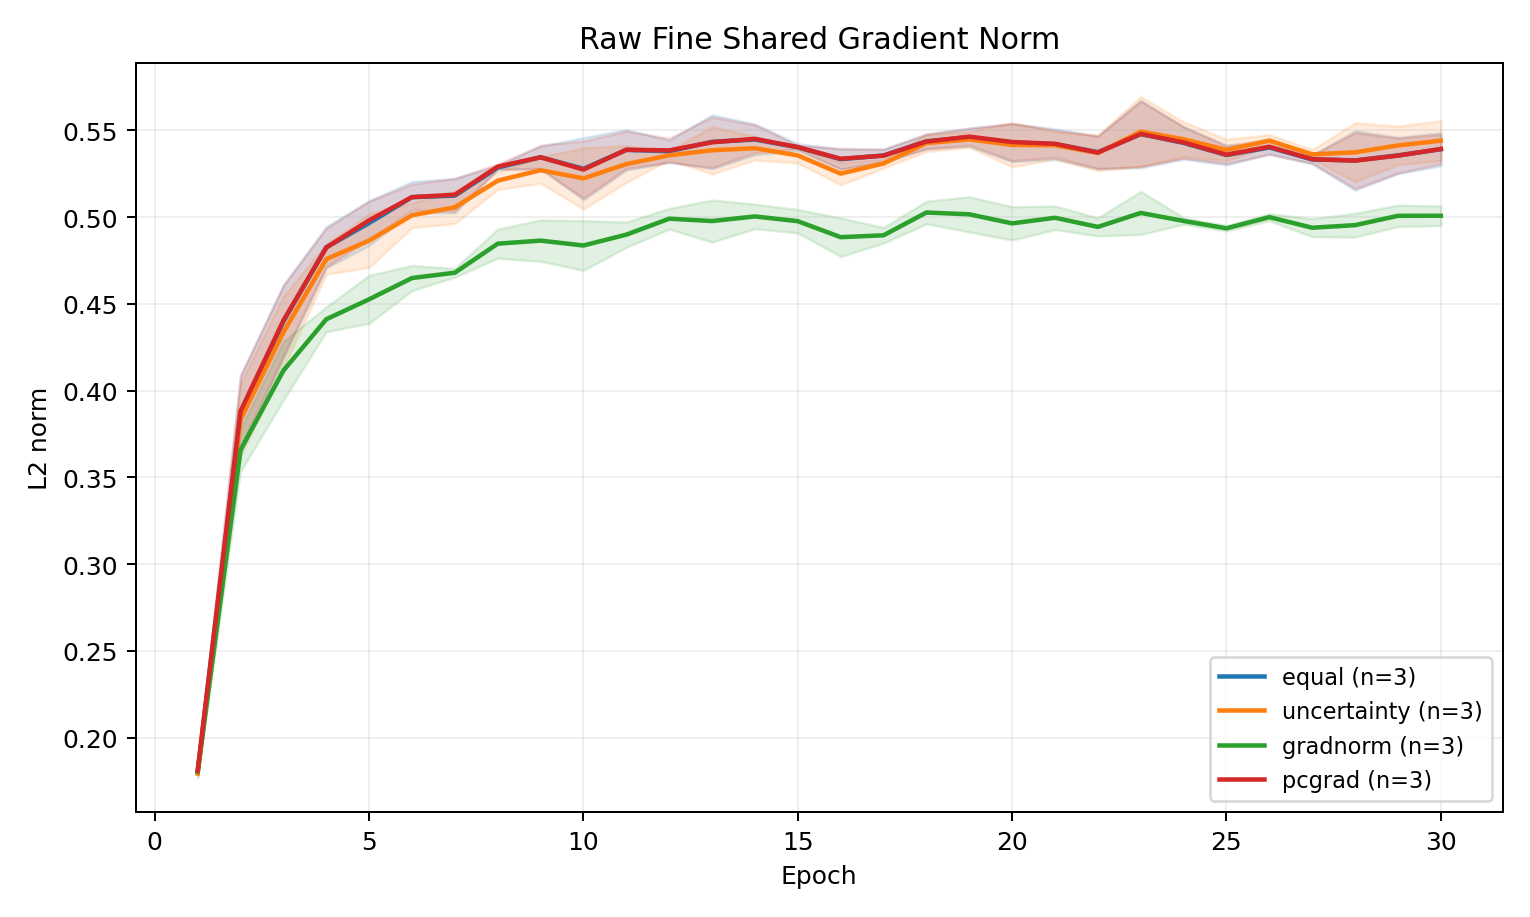 Raw Fine Shared Gradient Norm
L2 norm
0.55
0.50
0.45
0.40
0.35
0.30
0.25
0.20
0 5 10 15 20 25 30
Epoch
equal (n=3)
uncertainty (n=3)
gradnorm (n=3)
pcgrad (n=3)